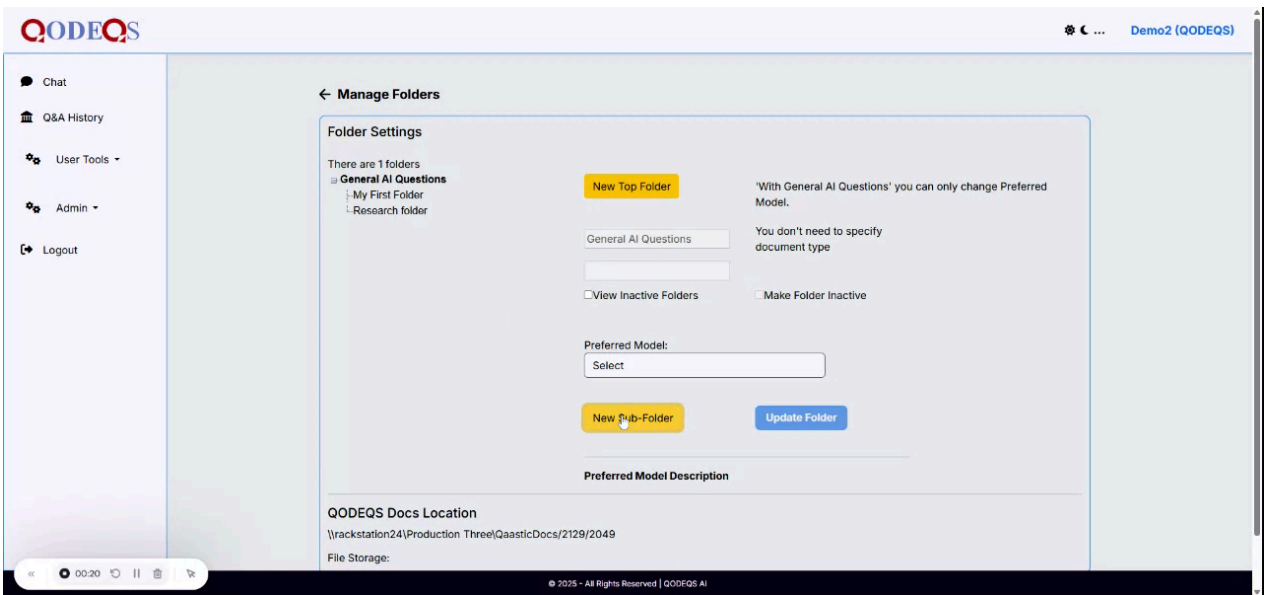 QODEQS
Demo2 (QODEQS)
Chat
Q&A History
User Tools
Admin
Logout
Manage Folders
Folder Settings
There are 1 folders
General AI Questions
My First Folder
Research folder
New Top Folder
'With General AI Questions' you can only change Preferred
Model.
General AI Questions
You don't need to specify
document type
View Inactive Folders
Make Folder Inactive
Preferred Model:
Select
New Sub-Folder
Update Folder
Preferred Model Description
QODEQS Docs Location
\\rackstation24\Production Three\QaasticDocs/2129/2049
File Storage:
00:20
© 2025 - All Rights Reserved | QODEQS AI